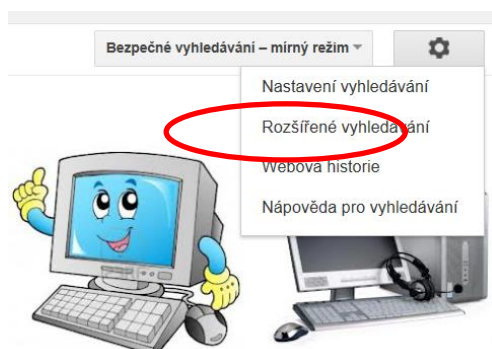 Bezpečné vyhledávání – mírný režim
Nastavení vyhledávání
Rozšířené vyhledávání
Webová historie
Nápověda pro vyhledávání